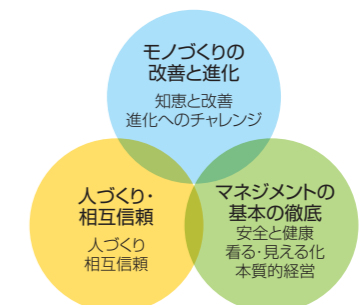 モノづくりの
改善と進化
知恵と改善
進化へのチャレンジ
人づくり・
相互信頼
人づくり
相互信頼
マネジメントの
基本の徹底
安全と健康
看る・見える化
本質的経営